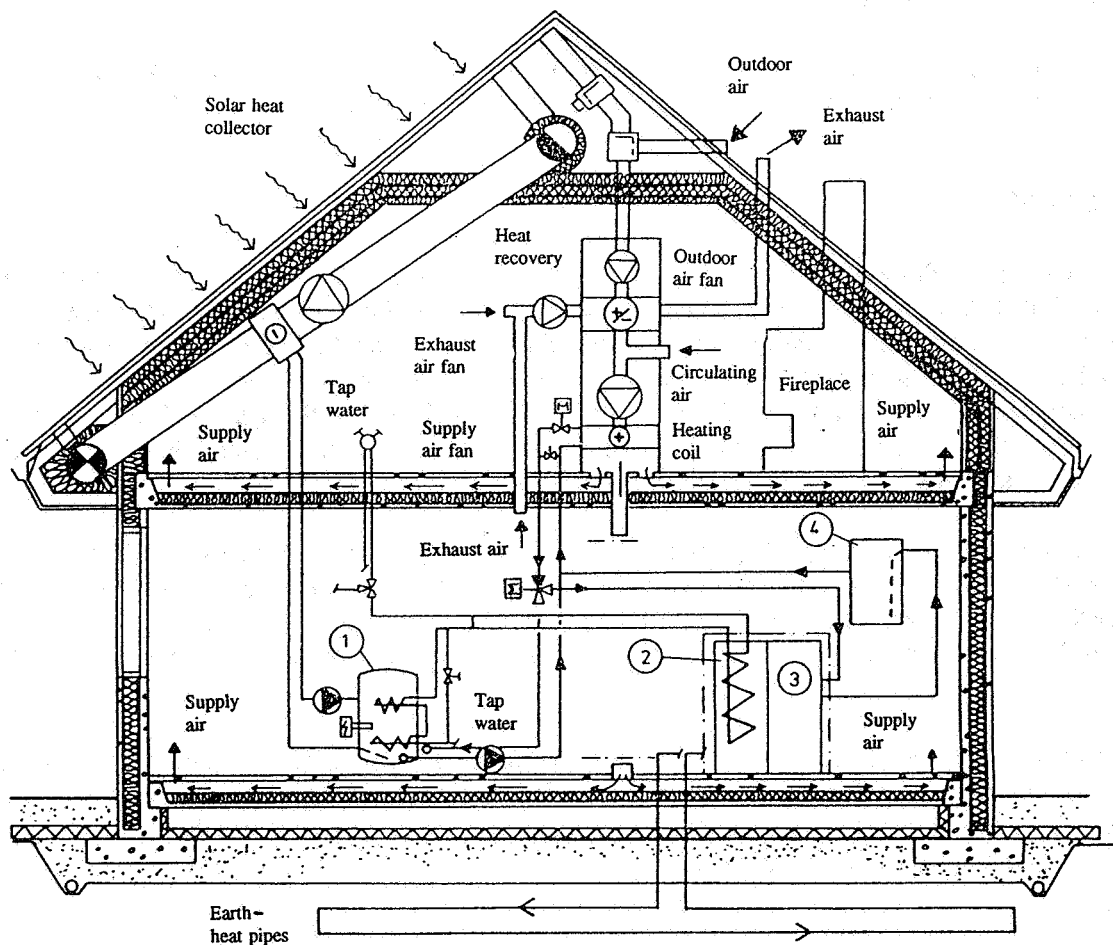 Outdoor
air
Exhaust
air
Solar heat
collector
Heat
recovery
Outdoor
air fan
Exhaust
air fan
Circulating
air
Fireplace
Tap
water
M
Supply
air
Supply
air fan
Heating
coil
Supply
air
Exhaust air
4
1
2
3
Supply
air
Tap
water
Supply
air
Earth-
heat pipes